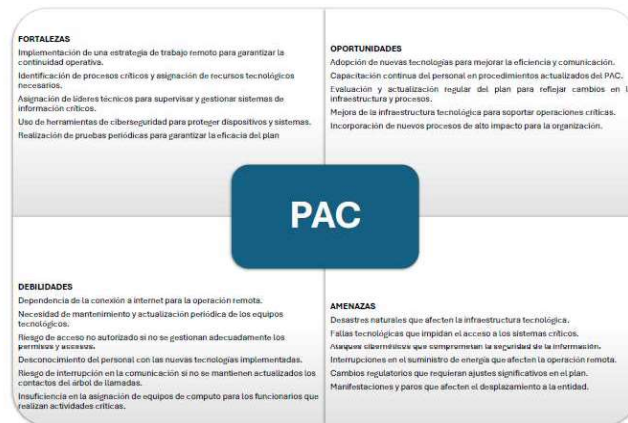 FORTALEZAS
Implementación de una estrategia de trabajo remoto para garantizar la
continuidad operativa.
Identificación de procesos críticos y asignación de recursos tecnológicos
necesarios.
Asignación de líderes técnicos para supervisar y gestionar sistemas de
información críticos.
Uso de herramientas de ciberseguridad para proteger dispositivos y sistemas.
Realización de pruebas periódicas para garantizar la eficacia del plan
OPORTUNIDADES
Adopción de nuevas tecnologías para mejorar la eficiencia y comunicación.
Capacitación continua del personal en procedimientos actualizados del PAC.
Evaluación y actualización regular del plan para reflejar cambios en l
infraestructura y procesos.
Mejora de la infraestructura tecnológica para soportar operaciones críticas.
Incorporación de nuevos procesos de alto impacto para la organización.
PAC
DEBILIDADES
Dependencia de la conexión a internet para la operación remota.
Necesidad de mantenimiento y actualización periódica de los equipos
tecnológicos.
Riesgo de acceso no autorizado si no se gestionan adecuadamente los
permisos y accesos.
Desconocimiento del personal con las nuevas tecnologías implementadas.
Riesgo de interrupción en la comunicación si no se mantienen actualizados los
contactos del árbol de llamadas.
Insuficiencia en la asignación de equipos de computo para los funcionarios que
realizan actividades críticas.
AMENAZAS
Desastres naturales que afecten la infraestructura tecnológica.
Fallas tecnológicas que impidan el acceso a los sistemas críticos.
Ataques cibernéticos que comprometan la seguridad de la información.
Interrupciones en el suministro de energía que afecten la operación remota.
Cambios regulatorios que requieran ajustes significativos en el plan.
Manifestaciones y paros que afecten el desplazamiento a la entidad.